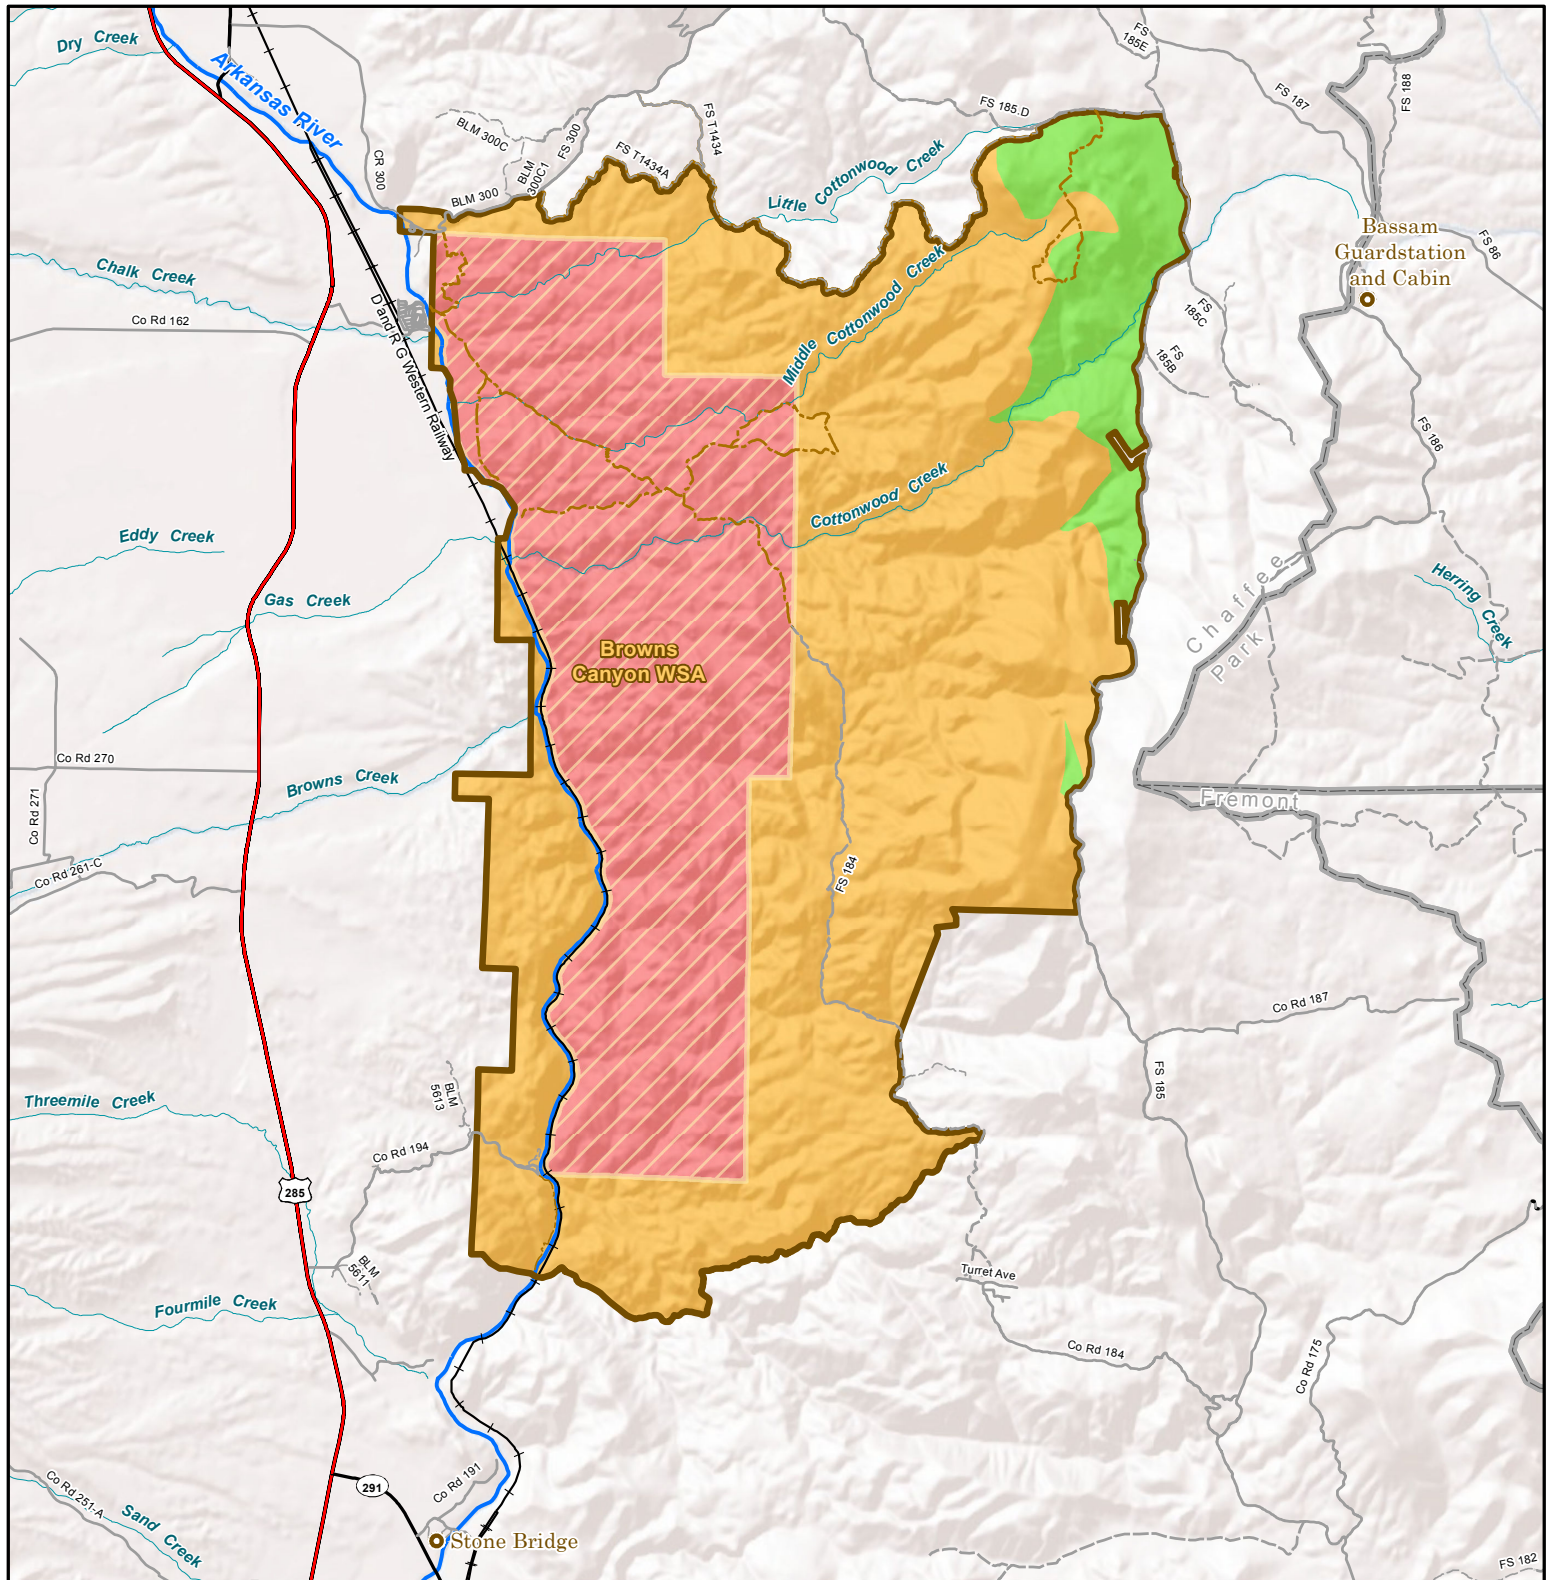 Dry Creek
Arkansas River
CR 300
BLM 300C
BLM
300C1
FS 300
BLM 300
FS T1434A
FS T1434
FS 185.D
FS
185E
FS 187
FS 188
Little Cottonwood Creek
Bassam
Guardstation
and Cabin
FS 86
Chalk Creek
Co Rd 162
D and R G Western Railway
Middle Cottonwood Creek
FS
185C
FS
185B
FS 186
Cottonwood Creek
Eddy Creek
Gas Creek
Herring Creek
Chaffee
Park
Browns
Canyon WSA
Co Rd 270
Browns Creek
Co Rd 271
Fremont
Co Rd 261-C
FS 184
Co Rd 187
FS 185
Threemile Creek
BLM
5613
Co Rd 194
285
BLM
5611
Turret Ave
Fourmile Creek
Co Rd 184
Co Rd 175
Co Rd 251-A
291
Co Rd 191
Sand Creek
Stone Bridge
FS 182